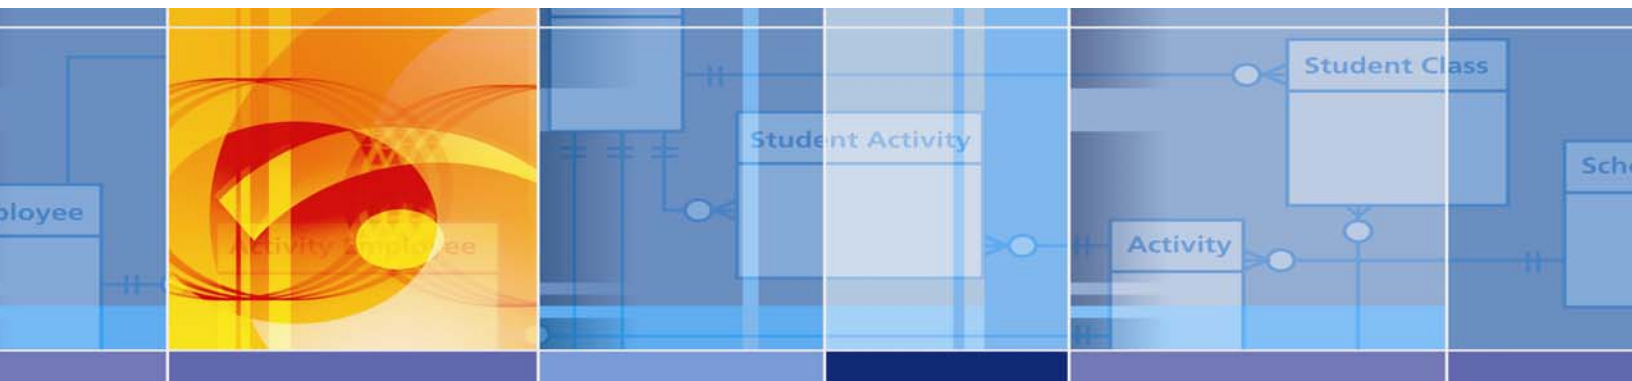 Student Class
Student Activity
Sch
ployee
Activity Employee
Activity